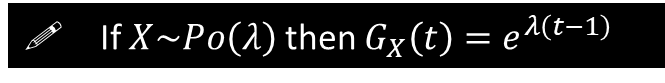 If X~Po(λ) then G_X(t) = e^{λ(t−1)}